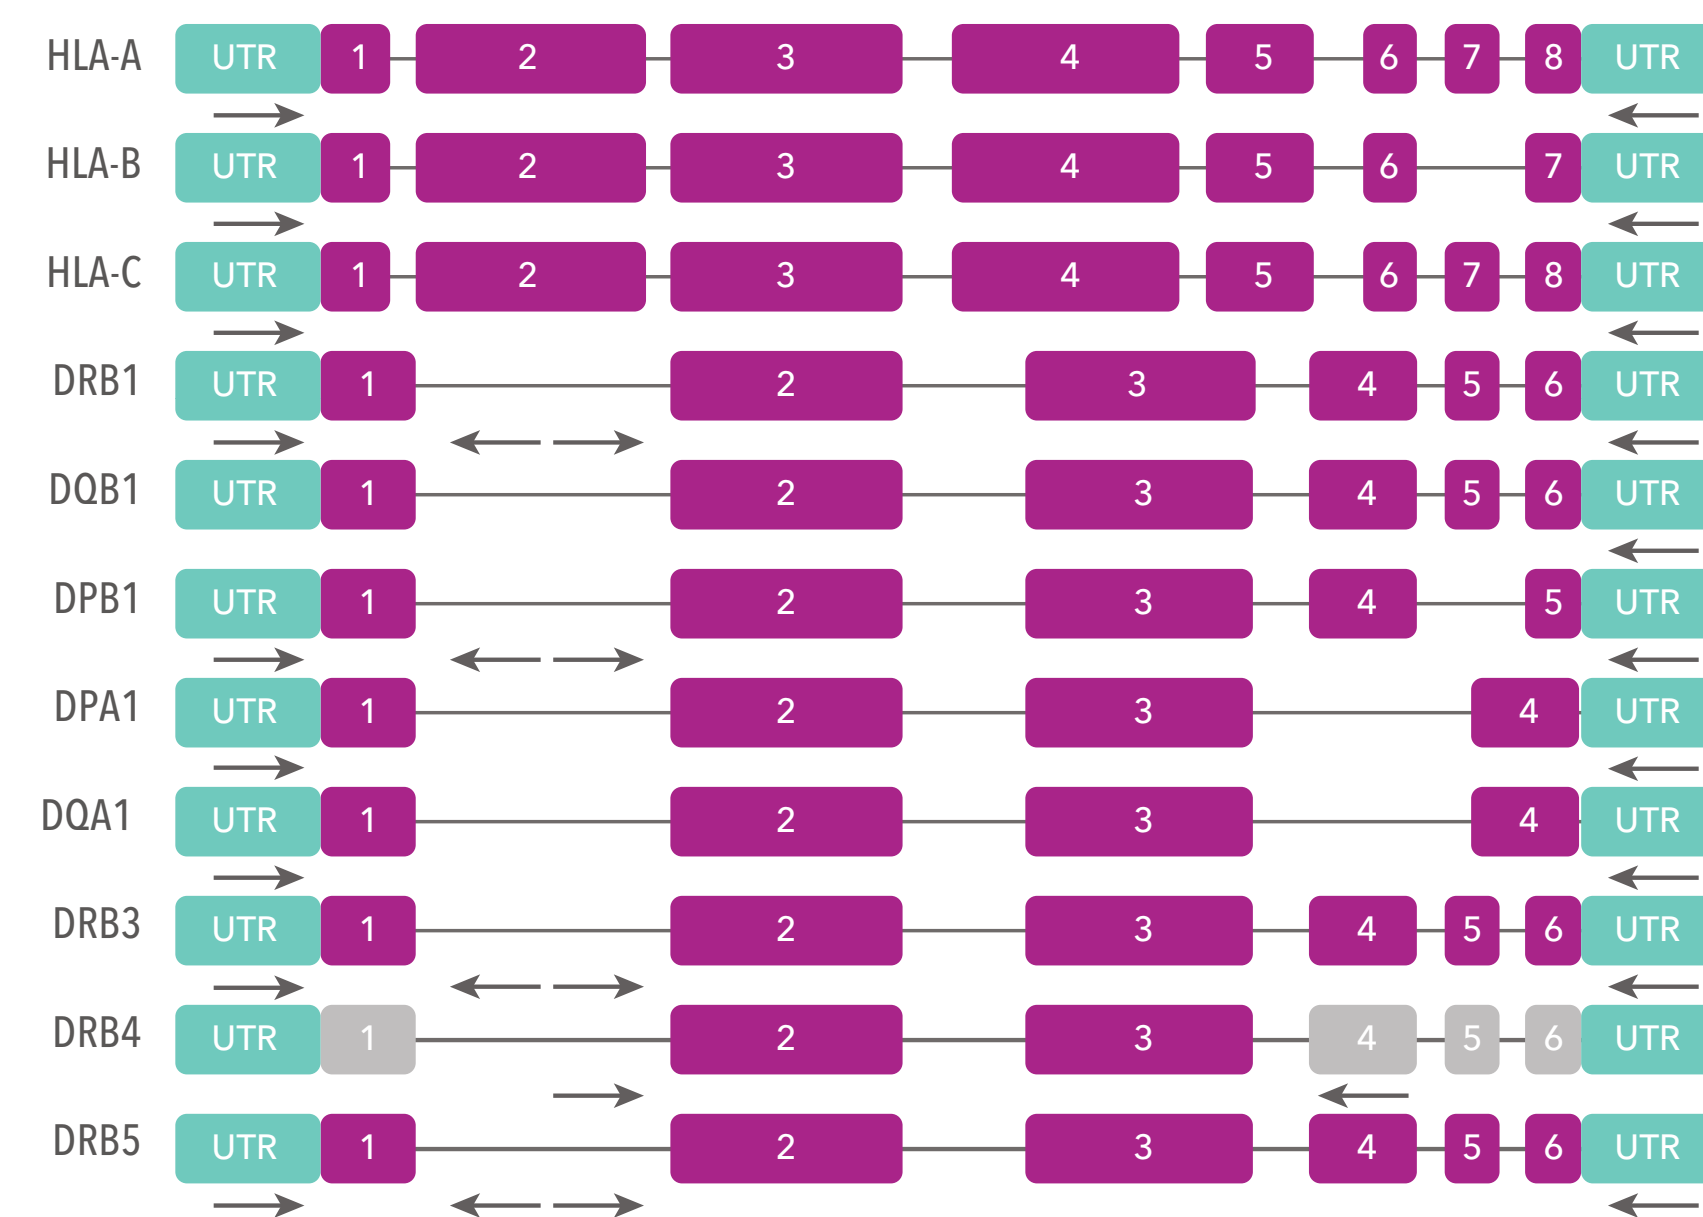 HLA-A UTR 1 2 3 4 5 6 7 8 UTR
HLA-B UTR 1 2 3 4 5 6 7 UTR
HLA-C UTR 1 2 3 4 5 6 7 8 UTR
DRB1 UTR 1 2 3 4 5 6 UTR
DQB1 UTR 1 2 3 4 5 6 UTR
DPB1 UTR 1 2 3 4 5 UTR
DPA1 UTR 1 2 3 4 UTR
DQA1 UTR 1 2 3 4 UTR
DRB3 UTR 1 2 3 4 5 6 UTR
DRB4 UTR 1 2 3 4 5 6 UTR
DRB5 UTR 1 2 3 4 5 6 UTR